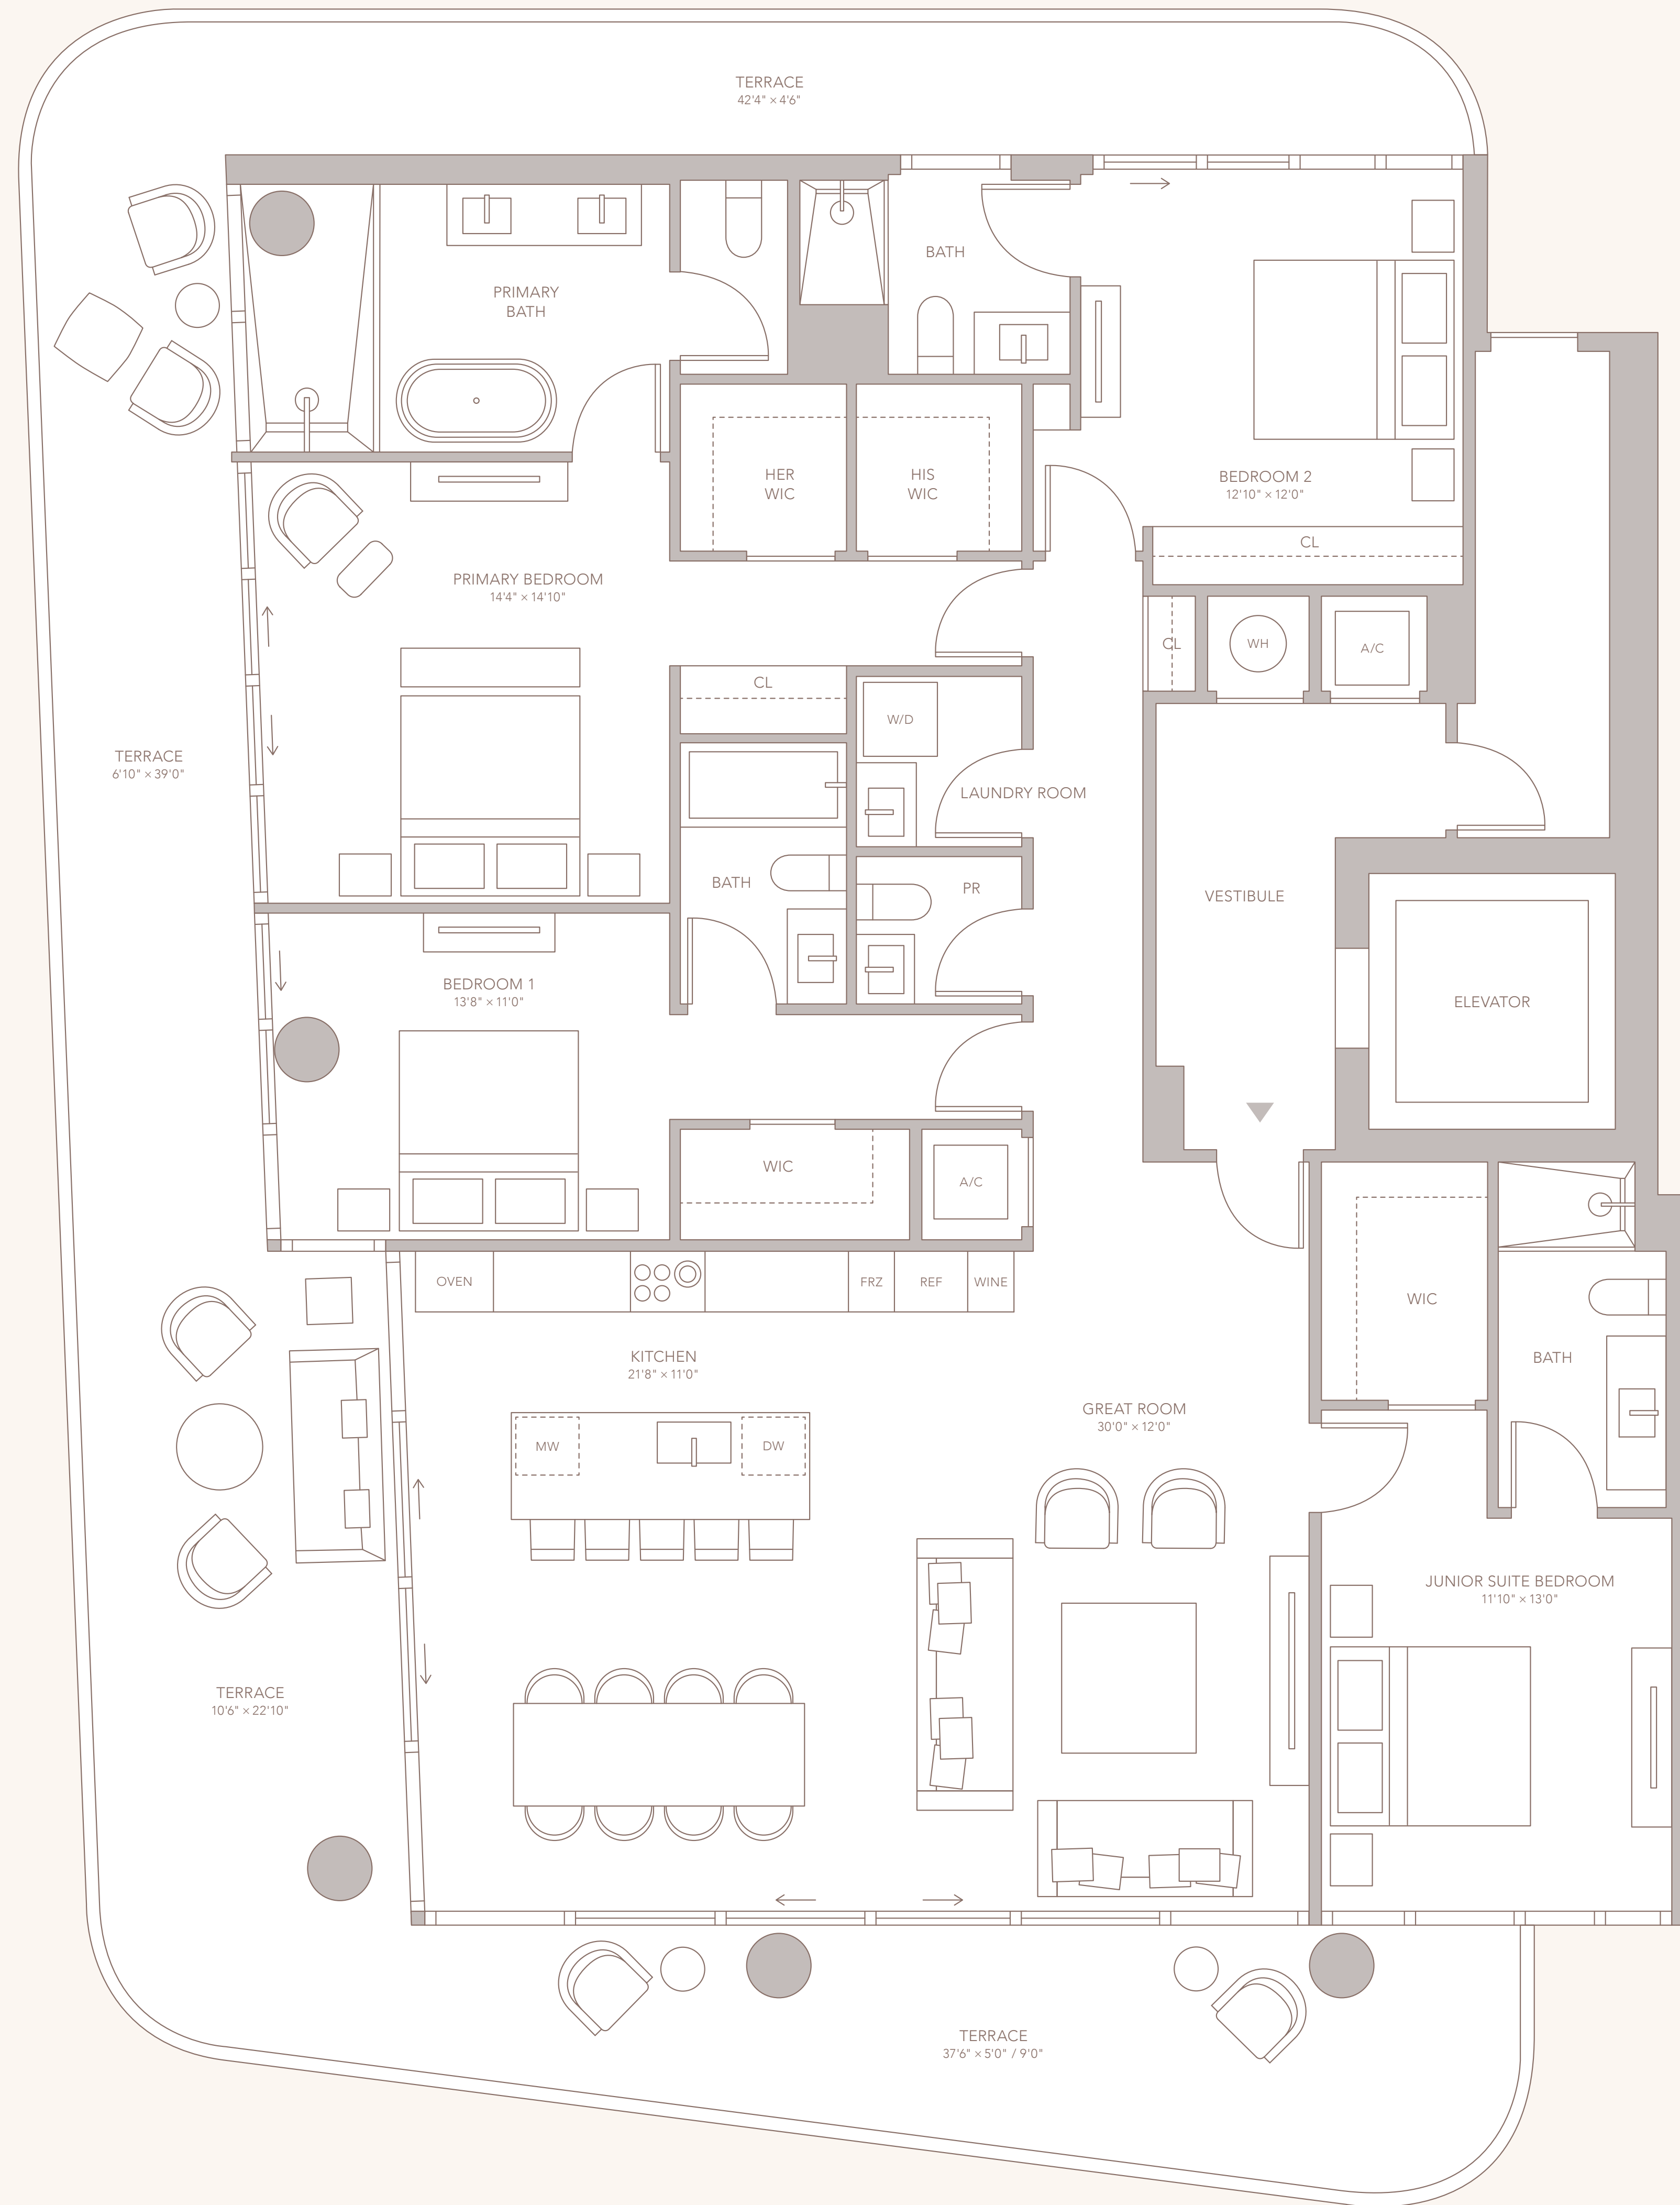 TERRACE
42'4" × 4'6"
BATH
PRIMARY
BATH
HER
WIC
HIS
WIC
BEDROOM 2
12'10" × 12'0"
CL
PRIMARY BEDROOM
14'4" × 14'10"
CL
WH
A/C
CL
W/D
TERRACE
6'10" × 39'0"
LAUNDRY ROOM
BATH
PR
VESTIBULE
BEDROOM 1
13'8" × 11'0"
ELEVATOR
WIC
A/C
OVEN
FRZ
REF
WINE
WIC
KITCHEN
21'8" × 11'0"
BATH
GREAT ROOM
30'0" × 12'0"
MW
DW
JUNIOR SUITE BEDROOM
11'10" × 13'0"
TERRACE
10'6" × 22'10"
TERRACE
37'6" × 5'0" / 9'0"